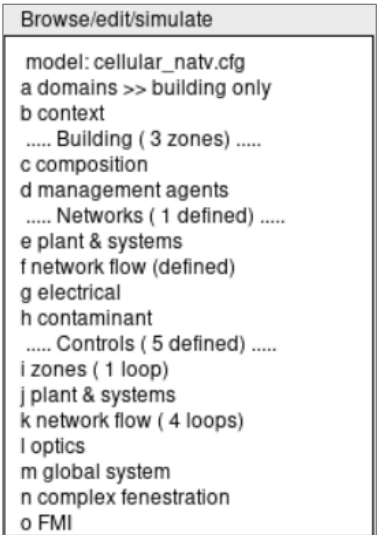 Browse/edit/simulate
model: cellular_natv.cfg
a domains >> building only
b context
..... Building ( 3 zones) .....
c composition
d management agents
..... Networks ( 1 defined) .....
e plant & systems
f network flow (defined)
g electrical
h contaminant
..... Controls ( 5 defined) .....
i zones ( 1 loop)
j plant & systems
k network flow ( 4 loops)
l optics
m global system
n complex fenestration
o FMI